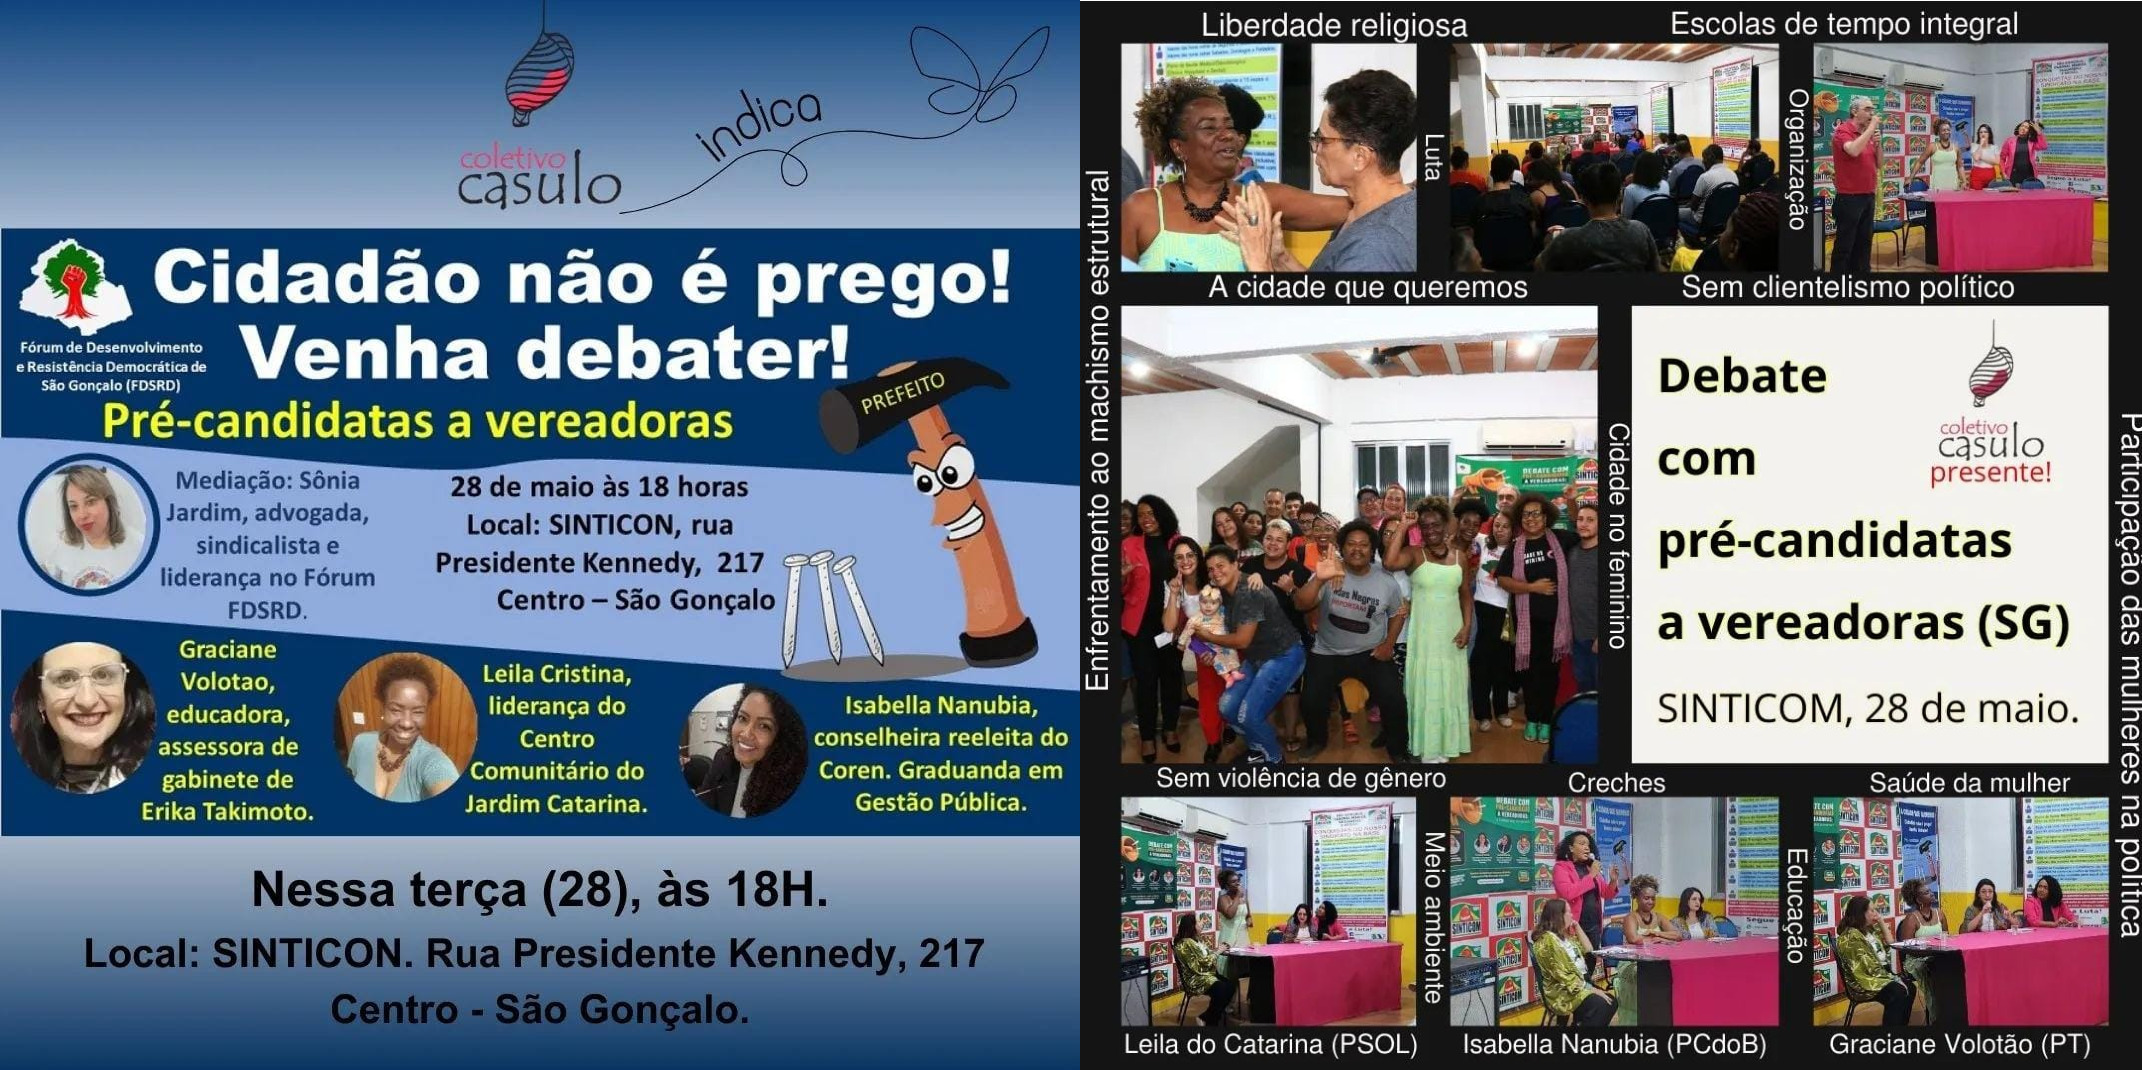 coletivo
casulo
indica
Cidadão não é prego!
Venha debater!
Fórum de Desenvolvimento
e Resistência Democrática de
São Gonçalo (FDSRD)
Pré-candidatas a vereadoras
PREFEITO
Mediação: Sônia
Jardim, advogada,
sindicalista e
liderança no Fórum
FDSRD.
28 de maio às 18 horas
Local: SINTICON, rua
Presidente Kennedy, 217
Centro – São Gonçalo
Graciane
Volotao,
educadora,
assessora de
gabinete de
Erika Takimoto.
Leila Cristina,
liderança do
Centro
Comunitário do
Jardim Catarina.
Isabella Nanubia,
conselheira reeleita do
Coren. Graduanda em
Gestão Pública.
Nessa terça (28), às 18H.
Local: SINTICON. Rua Presidente Kennedy, 217
Centro - São Gonçalo.
Liberdade religiosa
Escolas de tempo integral
Enfrentamento ao machismo estrutural
Luta
Organização
A cidade que queremos
Sem clientelismo político
Cidade no feminino
Debate
com
pré-candidatas
a vereadoras (SG)
SINTICOM, 28 de maio.
coletivo
casulo
presente!
Participação das mulheres na política
Sem violência de gênero
Creches
Saúde da mulher
Meio ambiente
Educação
Leila do Catarina (PSOL)
Isabella Nanubia (PCdoB)
Graciane Volotão (PT)